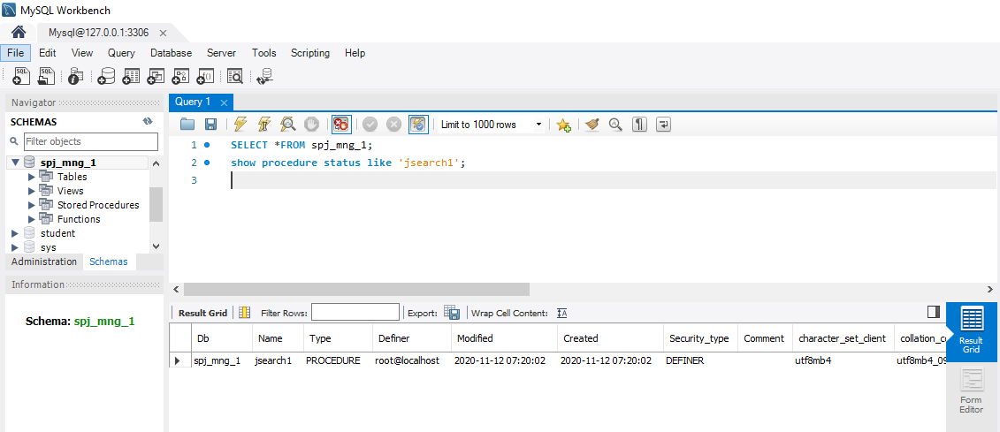 MySQL Workbench
Mysql@127.0.0.1:3306
File Edit View Query Database Server Tools Scripting Help
Navigator
SCHEMAS
Filter objects
spj_mng_1
Tables
Views
Stored Procedures
Functions
student
sys
Administration Schemas
Information
Schema: spj_mng_1
Query 1
Limit to 1000 rows
1 SELECT *FROM spj_mng_1;
2 show procedure status like 'jsearch1';
3
Result Grid Filter Rows: Export: Wrap Cell Content:
Db Name Type Definer Modified Created Security_type Comment character_set_client collation_co
spj_mng_1 jsearch1 PROCEDURE root@localhost 2020-11-12 07:20:02 2020-11-12 07:20:02 DEFINER utf8mb4 utf8mb4_09
Result
Grid
Form
Editor